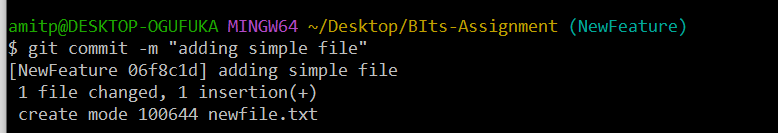 amitp@DESKTOP-OGUFUKA MINGW64 ~/Desktop/BIts-Assignment (NewFeature)
$ git commit -m "adding simple file"
[NewFeature 06f8c1d] adding simple file
 1 file changed, 1 insertion(+)
 create mode 100644 newfile.txt